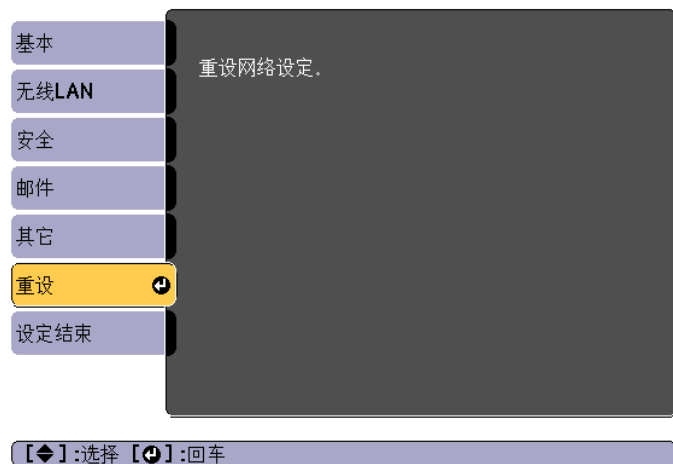 基本
无线LAN
安全
邮件
其它
重设
设定结束
重设网络设定.
[◆]:选择 [⏎]:回车